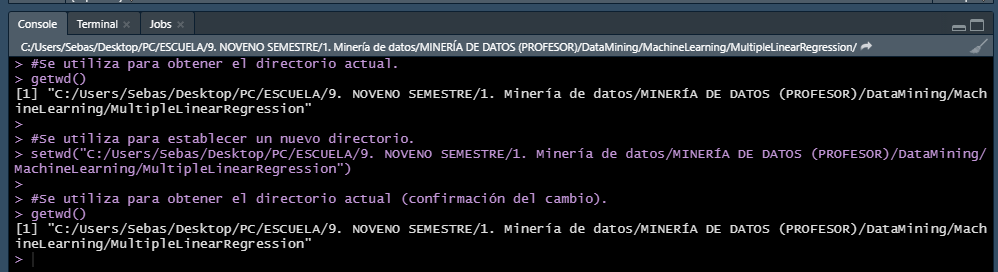 Console Terminal Jobs
C:/Users/Sebas/Desktop/PC/ESCUELA/9. NOVENO SEMESTRE/1. Minería de datos/MINERÍA DE DATOS (PROFESOR)/DataMining/MachineLearning/MultipleLinearRegression/
> #Se utiliza para obtener el directorio actual.
> getwd()
[1] "C:/Users/Sebas/Desktop/PC/ESCUELA/9. NOVENO SEMESTRE/1. Minería de datos/MINERÍA DE DATOS (PROFESOR)/DataMining/Mach
ineLearning/MultipleLinearRegression"
>
> #Se utiliza para establecer un nuevo directorio.
> setwd("C:/Users/Sebas/Desktop/PC/ESCUELA/9. NOVENO SEMESTRE/1. Minería de datos/MINERÍA DE DATOS (PROFESOR)/DataMining/
MachineLearning/MultipleLinearRegression")
>
> #Se utiliza para obtener el directorio actual (confirmación del cambio).
> getwd()
[1] "C:/Users/Sebas/Desktop/PC/ESCUELA/9. NOVENO SEMESTRE/1. Minería de datos/MINERÍA DE DATOS (PROFESOR)/DataMining/Mach
ineLearning/MultipleLinearRegression"
>